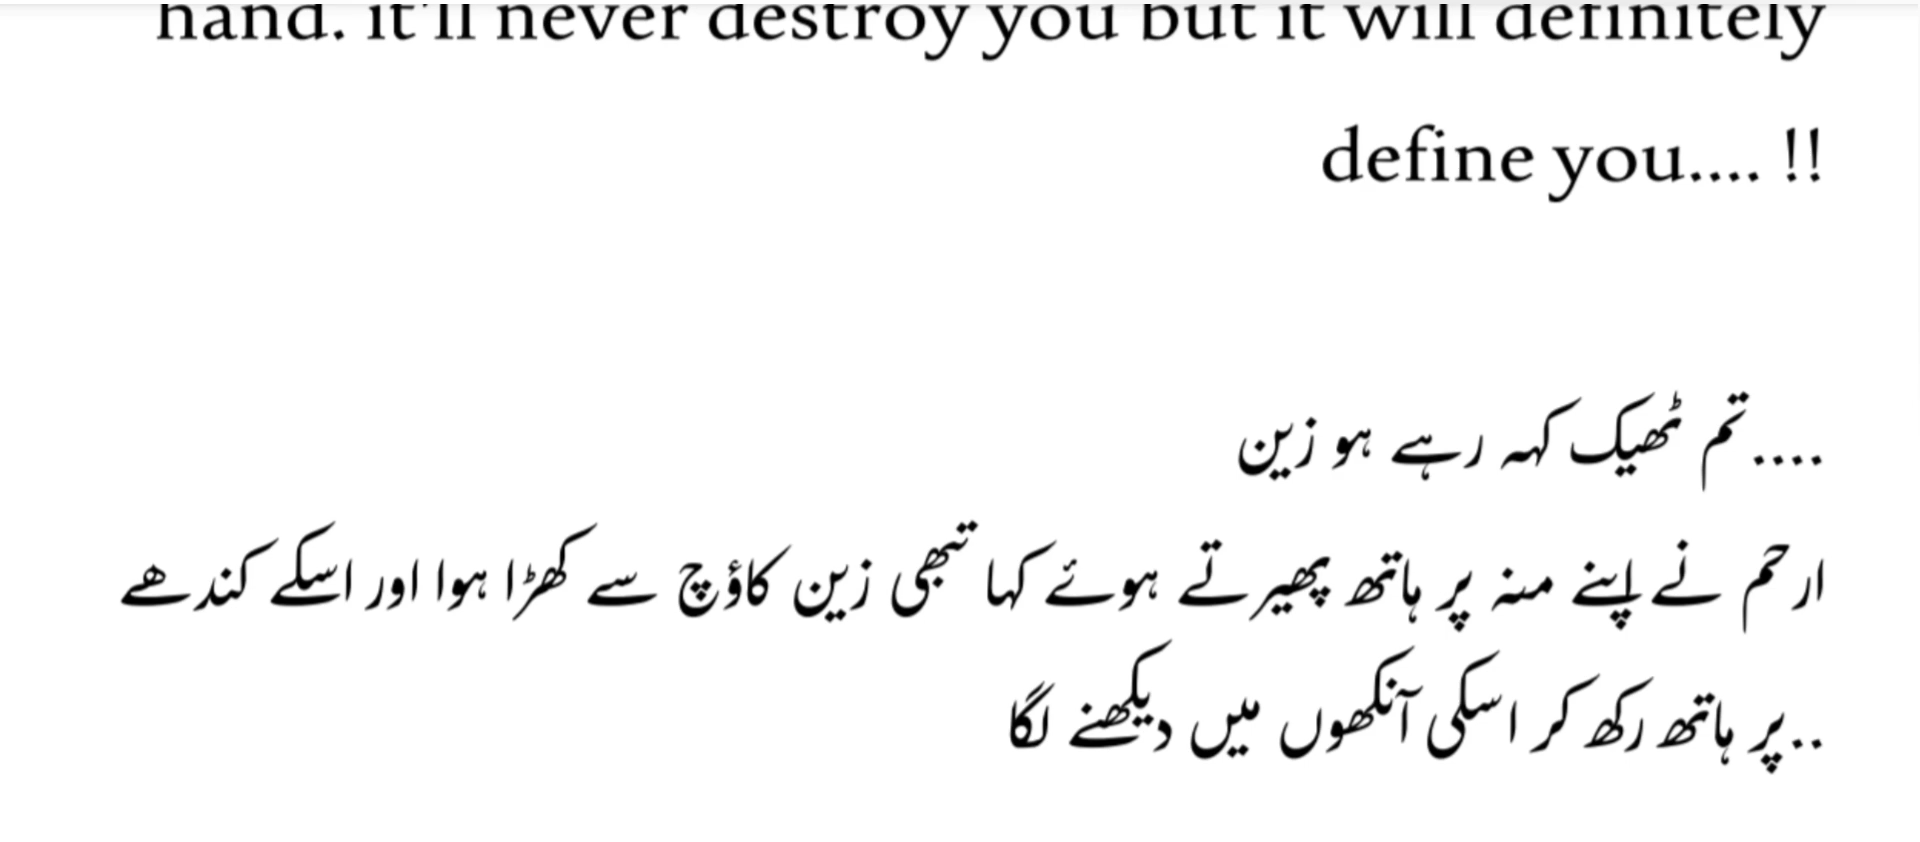 hand. it'll never destroy you but it will definitely
define you.... !!
....تم ٹھیک کہہ رہے ہو زین
ارحم نے اپنے منہ پر ہاتھ پھیرتے ہوئے کہا تبھی زین کاؤچ سے کھڑا ہوا اور اسکے کندھے
..پر ہاتھ رکھ کر اسکی آنکھوں میں دیکھنے لگا